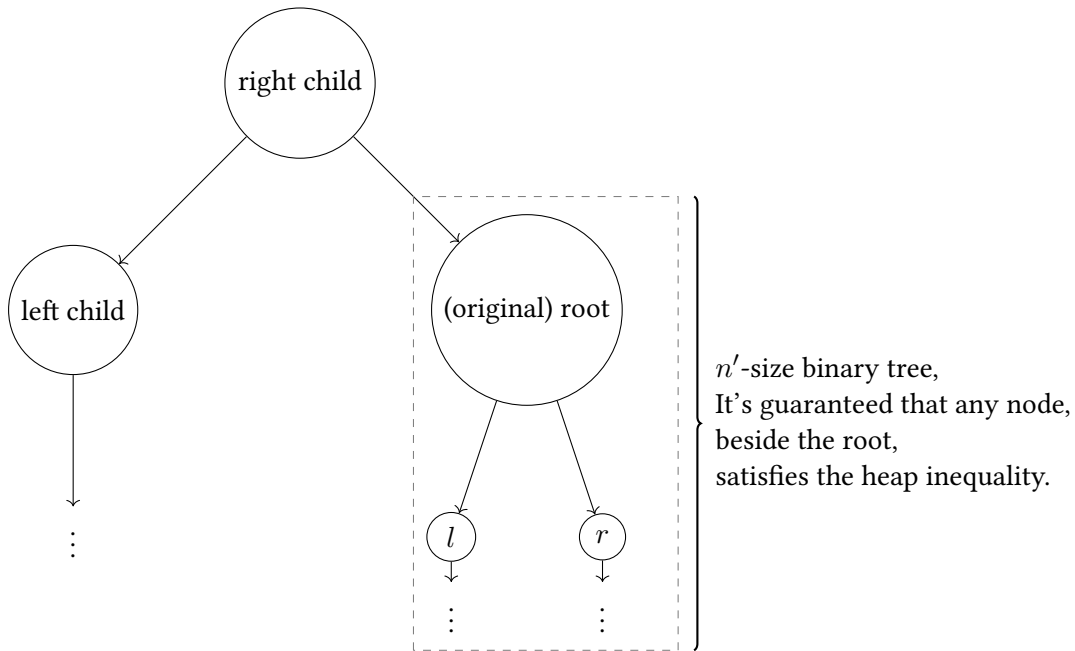 right child
left child
(original) root
n′-size binary tree,
It's guaranteed that any node,
beside the root,
satisfies the heap inequality.
l
r
⋮
⋮
⋮